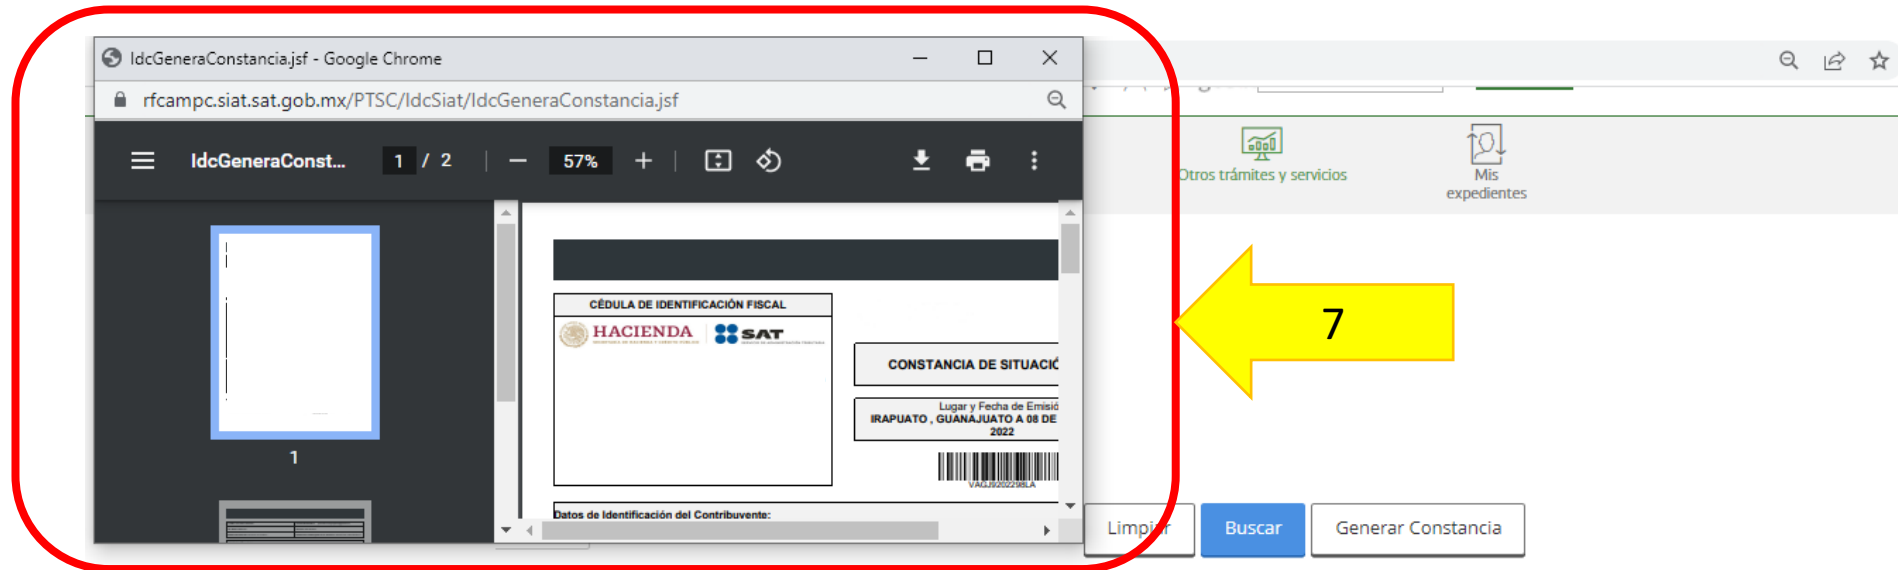 IdcGeneraConstancia.jsf - Google Chrome
rfcampc.siat.sat.gob.mx/PTSC/IdcSiat/IdcGeneraConstancia.jsf
IdcGeneraConst... 1 / 2 57%
Otros trámites y servicios
Mis
expedientes
CÉDULA DE IDENTIFICACIÓN FISCAL
HACIENDA SAT
CONSTANCIA DE SITUACIÓ
Lugar y Fecha de Emisió
IRAPUATO , GUANAJUATO A 08 DE
2022
VAGJ9202298LA
1
Datos de Identificación del Contribuyente:
7
Limpiar Buscar Generar Constancia